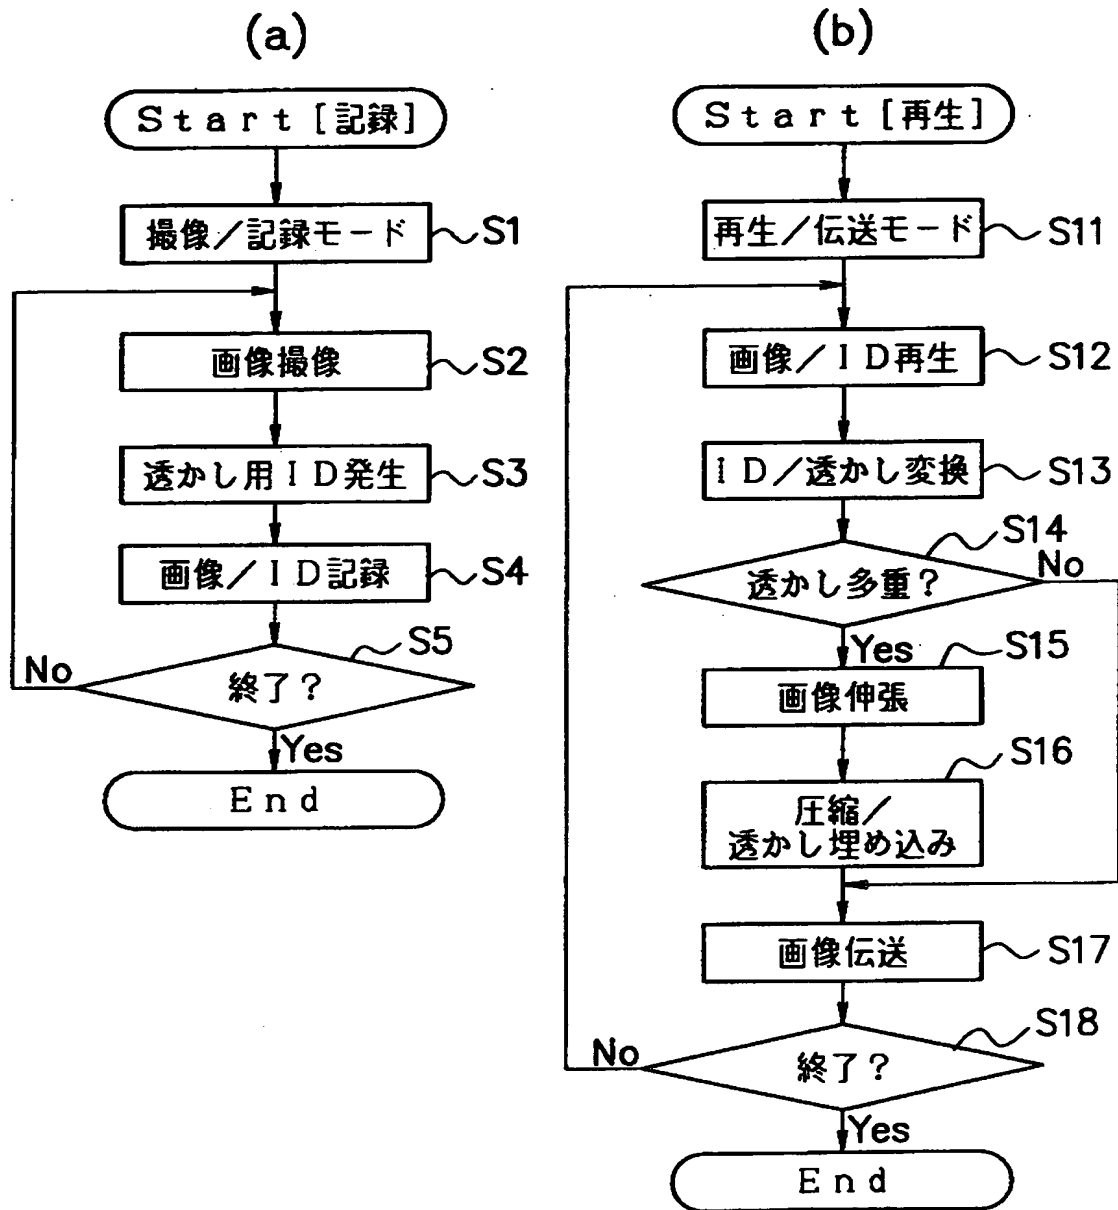 (a)
Start[記録]
撮像／記録モード
S1
画像撮像
S2
透かし用ID発生
S3
画像／ID記録
S4
S5
終了？
No
Yes
End
(b)
Start[再生]
再生／伝送モード
S11
画像／ID再生
S12
ID／透かし変換
S13
S14
透かし多重？
No
Yes
S15
画像伸張
S16
圧縮／
透かし埋め込み
画像伝送
S17
S18
終了？
No
Yes
End